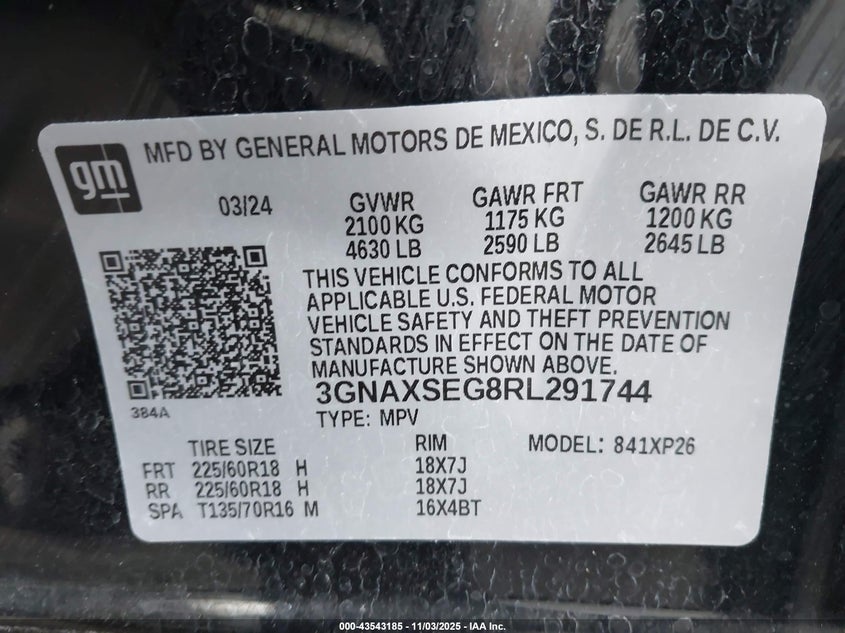 gm
MFD BY GENERAL MOTORS DE MEXICO, S. DE R.L. DE C.V.
03/24 GVWR GAWR FRT GAWR RR
2100 KG 1175 KG 1200 KG
4630 LB 2590 LB 2645 LB
THIS VEHICLE CONFORMS TO ALL
APPLICABLE U.S. FEDERAL MOTOR
VEHICLE SAFETY AND THEFT PREVENTION
STANDARDS IN EFFECT ON THE DATE OF
MANUFACTURE SHOWN ABOVE.
3GNAXSEG8RL291744
384A
TYPE: MPV
TIRE SIZE RIM MODEL: 841XP26
FRT 225/60R18 H 18X7J
RR 225/60R18 H 18X7J
SPA T135/70R16 M 16X4BT
000-43543185 - 11/03/2025 - IAA Inc.